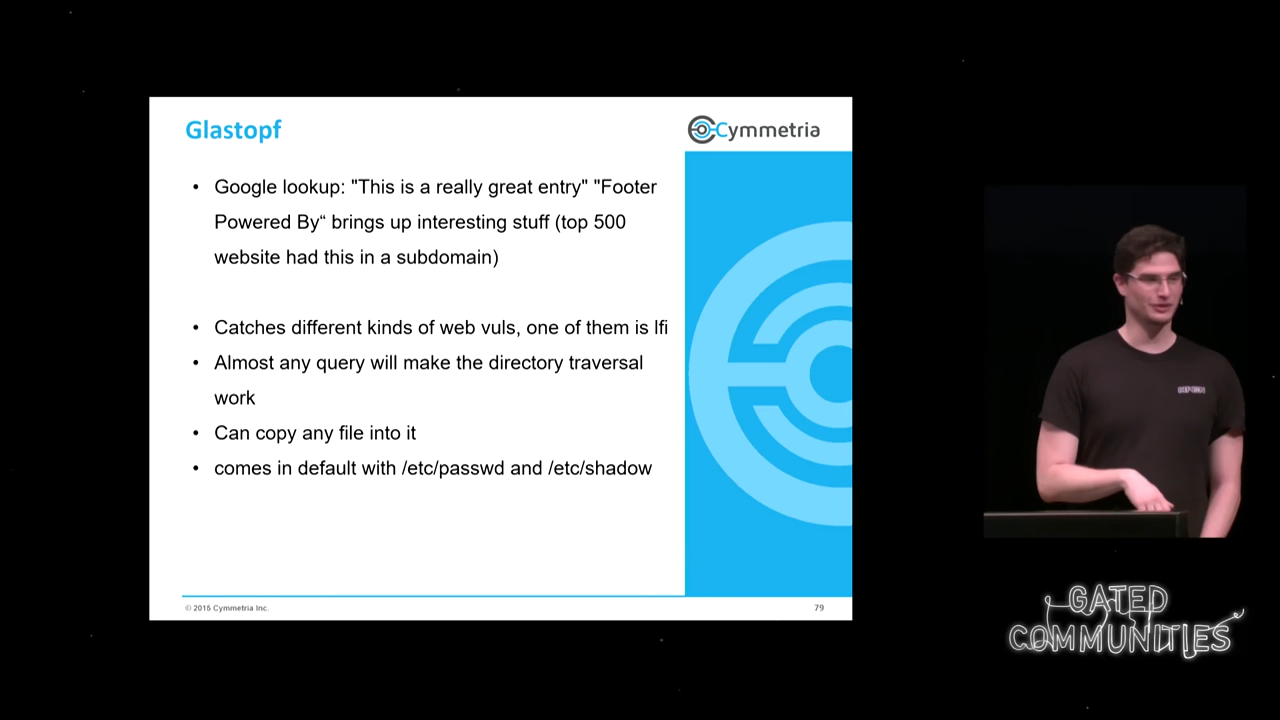 Glastopf
Cymmetria
• Google lookup: "This is a really great entry" "Footer
Powered By“ brings up interesting stuff (top 500
website had this in a subdomain)
• Catches different kinds of web vuls, one of them is lfi
• Almost any query will make the directory traversal
work
• Can copy any file into it
• comes in default with /etc/passwd and /etc/shadow
© 2015 Cymmetria Inc.
79
GATED
COMMUNITIES